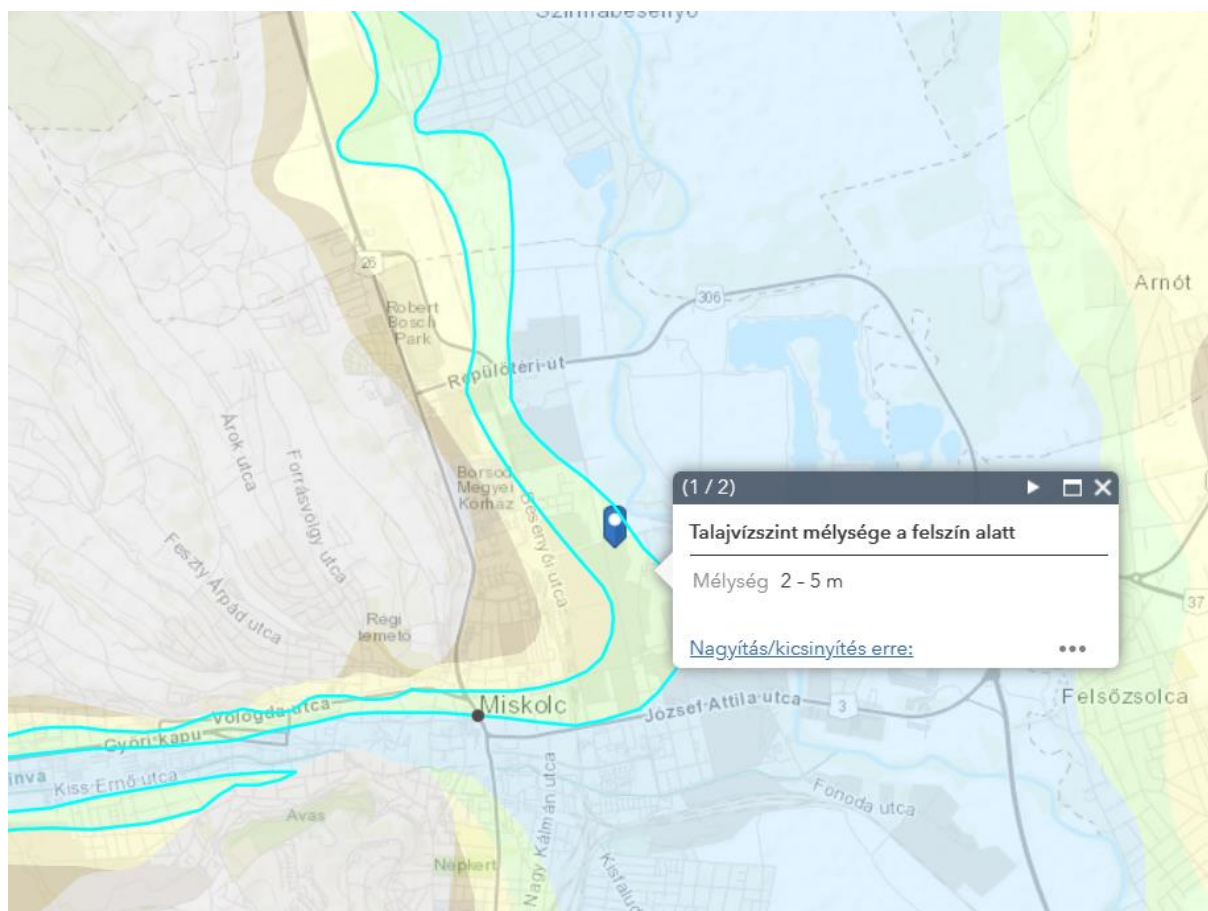 Szirmabesenyő
Arnót
26
Robert
Bosch
Park
306
Repülőtéri-út
Árok utca
Forrásvölgy utca
Feszty Árpád utca
Borsod
Megyei
Kórház
Besenyői utca
(1 / 2)
Talajvízszint mélysége a felszín alatt
Mélység 2 - 5 m
Nagyítás/kicsinyítés erre:
•••
37
Régi
temető
Miskolc
Vologda utca
József Attila utca
3
Felsőzsolca
Győri kapu
inva
Kiss Ernő utca
Avas
Fonoda utca
Népkert
Nagy Kálmán utca
Kisfalud